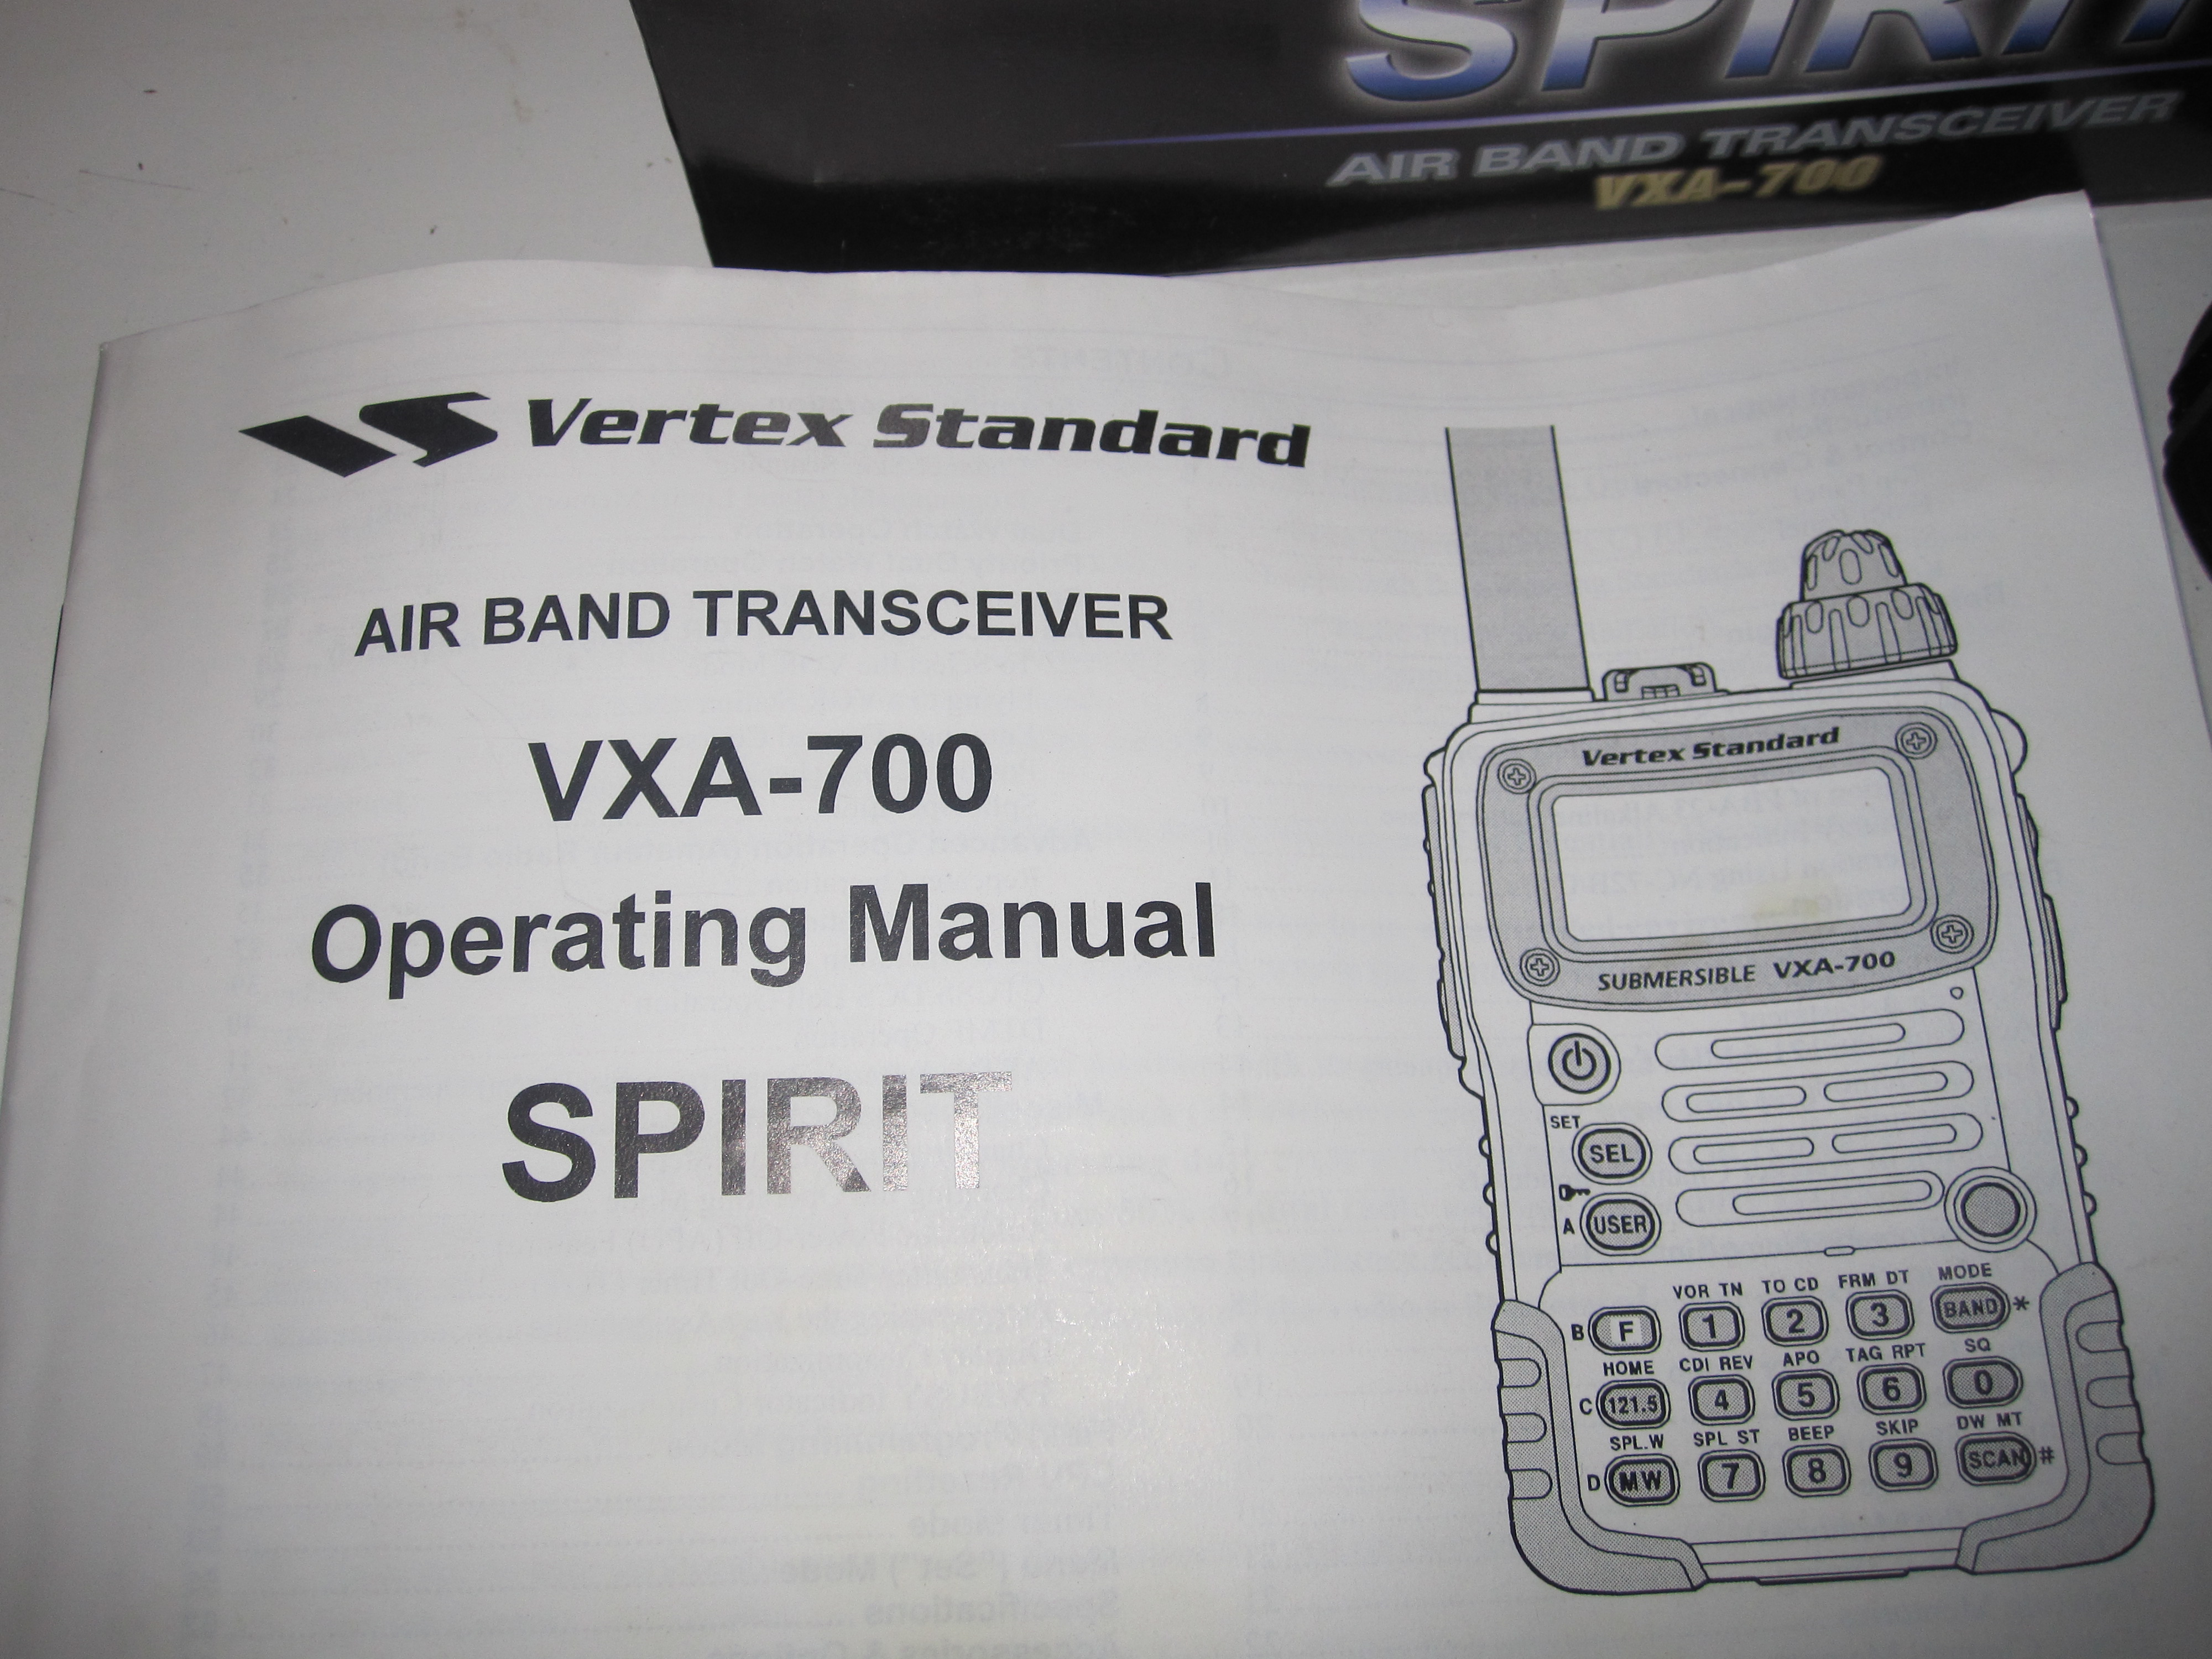 SPIRIT
AIR BAND TRANSCEIVER
VXA-700
Vertex Standard
AIR BAND TRANSCEIVER
VXA-700
Operating Manual
SPIRIT
Vertex Standard
SUBMERSIBLE VXA-700
SET
SEL
A USER
VOR TN TO CD FRM DT MODE
B F 1 2 3 BAND *
HOME CDI REV APO TAG RPT SQ
C 121.5 4 5 6 0
SPL.W SPL ST BEEP SKIP DW MT
D MW 7 8 9 SCAN #